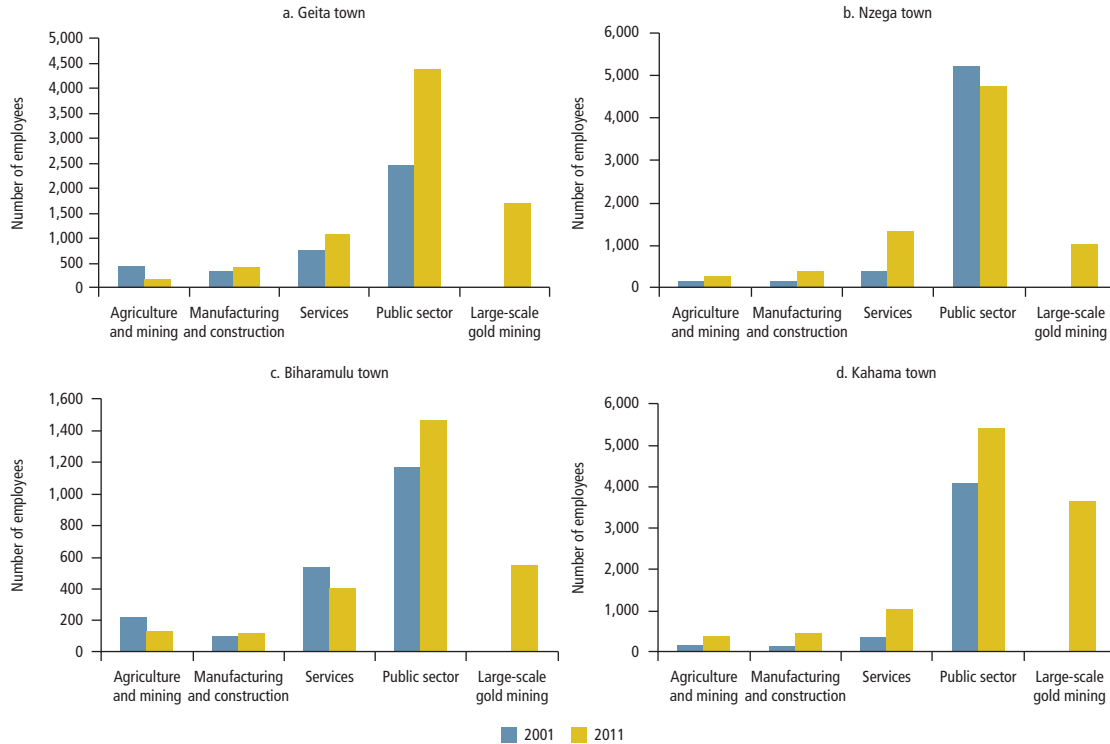 a. Geita town
Number of employees
5,000
4,500
4,000
3,500
3,000
2,500
2,000
1,500
1,000
500
0
Agriculture
and mining
Manufacturing
and construction
Services
Public sector
Large-scale
gold mining
b. Nzega town
Number of employees
6,000
5,000
4,000
3,000
2,000
1,000
0
Agriculture
and mining
Manufacturing
and construction
Services
Public sector
Large-scale
gold mining
c. Biharamulu town
Number of employees
1,600
1,400
1,200
1,000
800
600
400
200
0
Agriculture
and mining
Manufacturing
and construction
Services
Public sector
Large-scale
gold mining
d. Kahama town
Number of employees
6,000
5,000
4,000
3,000
2,000
1,000
0
Agriculture
and mining
Manufacturing
and construction
Services
Public sector
Large-scale
gold mining
2001
2011